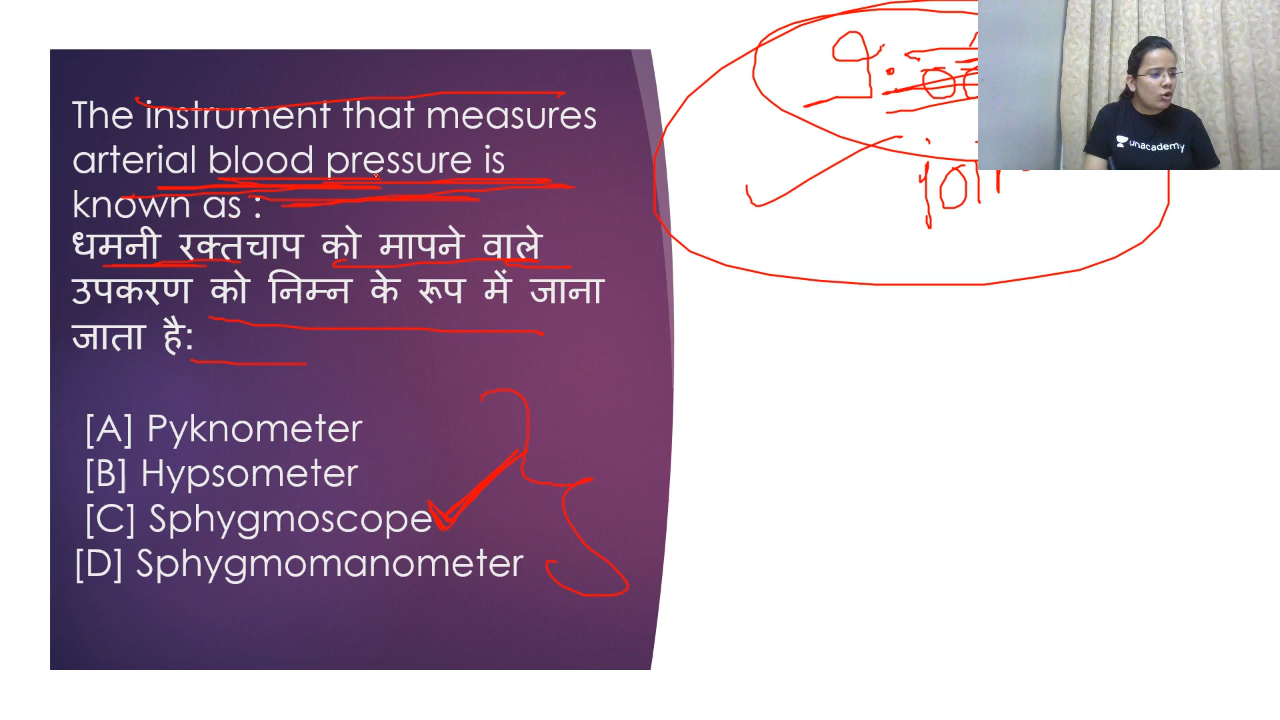 The instrument that measures
arterial blood pressure is
known as :
धमनी रक्तचाप को मापने वाले
उपकरण को निम्न के रूप में जाना
जाता है:
[A] Pyknometer
[B] Hypsometer
[C] Sphygmoscope
[D] Sphygmomanometer
unacademy